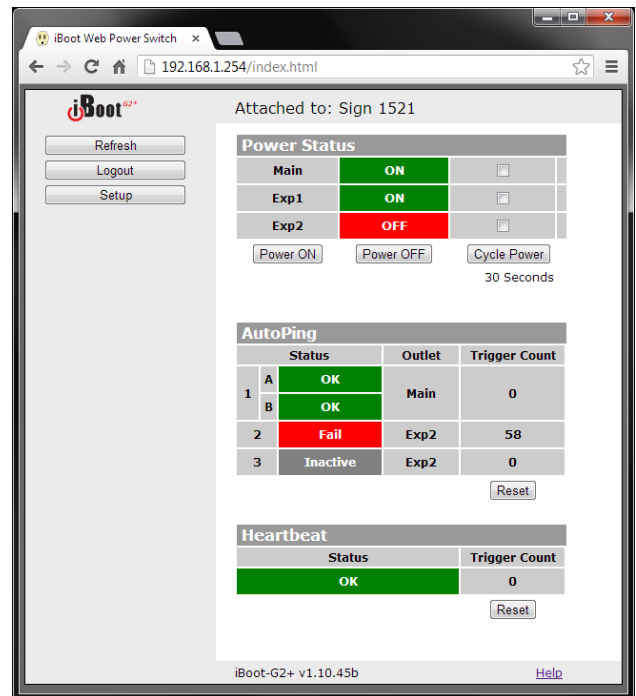 iBoot Web Power Switch
192.168.1.254/index.html
iBoot G2+
Attached to: Sign 1521
Refresh
Logout
Setup
Power Status
Main ON
Exp1 ON
Exp2 OFF
Power ON Power OFF Cycle Power
30 Seconds
AutoPing
Status Outlet Trigger Count
1 A OK Main 0
B OK
2 Fail Exp2 58
3 Inactive Exp2 0
Reset
Heartbeat
Status Trigger Count
OK 0
Reset
iBoot-G2+ v1.10.45b Help